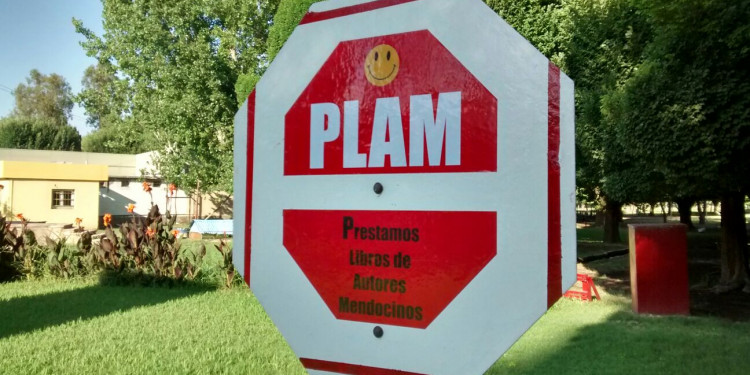 PLAM
Prestamos
Libros de
Autores
Mendocinos